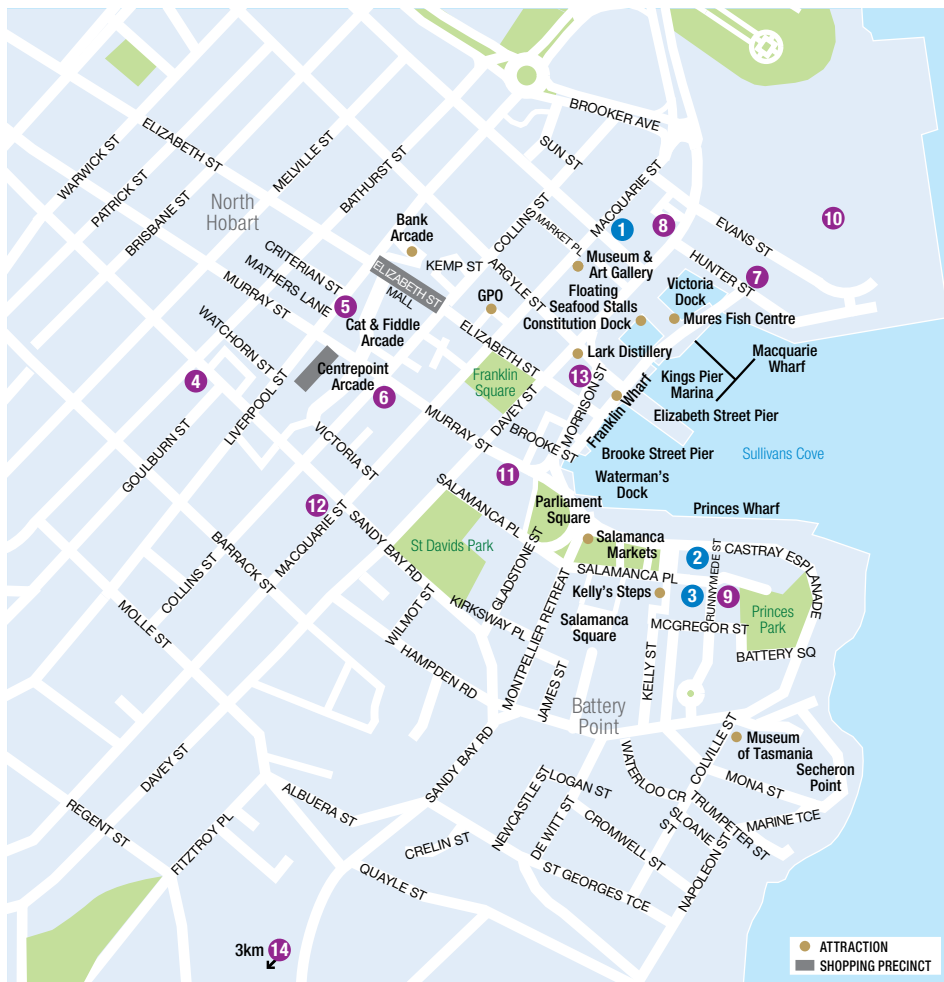 BROOKER AVE
SUN ST
ELIZABETH ST
WARWICK ST
MELVILLE ST
PATRICK ST
BATHURST ST
North
Hobart
BRISBANE ST
COLLINS ST
MARKET PL
MACQUARIE ST
1
8
10
EVANS ST
Bank
Arcade
CRITERIAN ST
MATHERS LANE
MURRAY ST
ELIZABETH ST
MALL
KEMP ST
ARGYLE ST
Museum &
Art Gallery
HUNTER ST
7
Victoria
Dock
GPO
Floating
Seafood Stalls
Constitution Dock
Mures Fish Centre
5
Cat & Fiddle
Arcade
WATCHORN ST
ELIZABETH ST
Lark Distillery
Macquarie
Wharf
4
Centrepoint
Arcade
6
Franklin
Square
13
Kings Pier
Marina
LIVERPOOL ST
DAVEY ST
MORRISON ST
Franklin Wharf
Elizabeth Street Pier
GOULBURN ST
VICTORIA ST
MURRAY ST
BROOKE ST
Brooke Street Pier
Sullivans Cove
11
Waterman's
Dock
12
SALAMANCA PL
Parliament
Square
Princes Wharf
MACQUARIE ST
SANDY BAY RD
St Davids Park
GLADSTONE ST
Salamanca
Markets
2
CASTRAY ESPLANADE
BARRACK ST
COLLINS ST
SALAMANCA PL
RUNNYMEDE ST
Kelly's Steps
3
9
Princes
Park
MOLLE ST
WILMOT ST
KIRKSWAY PL
MONTPELLIER RETREAT
Salamanca
Square
MCGREGOR ST
BATTERY SQ
HAMPDEN RD
JAMES ST
KELLY ST
Battery
Point
SANDY BAY RD
COLVILLE ST
Museum
of Tasmania
DAVEY ST
WATERLOO CR
Secheron
Point
LOGAN ST
MONA ST
REGENT ST
FITZTROY PL
ALBUERA ST
NEWCASTLE ST
DE WITT ST
CROMWELL ST
SLOANE
ST
TRUMPETER ST
MARINE TCE
CRELIN ST
NAPOLEON ST
QUAYLE ST
ST GEORGES TCE
3km 14
ATTRACTION
SHOPPING PRECINCT